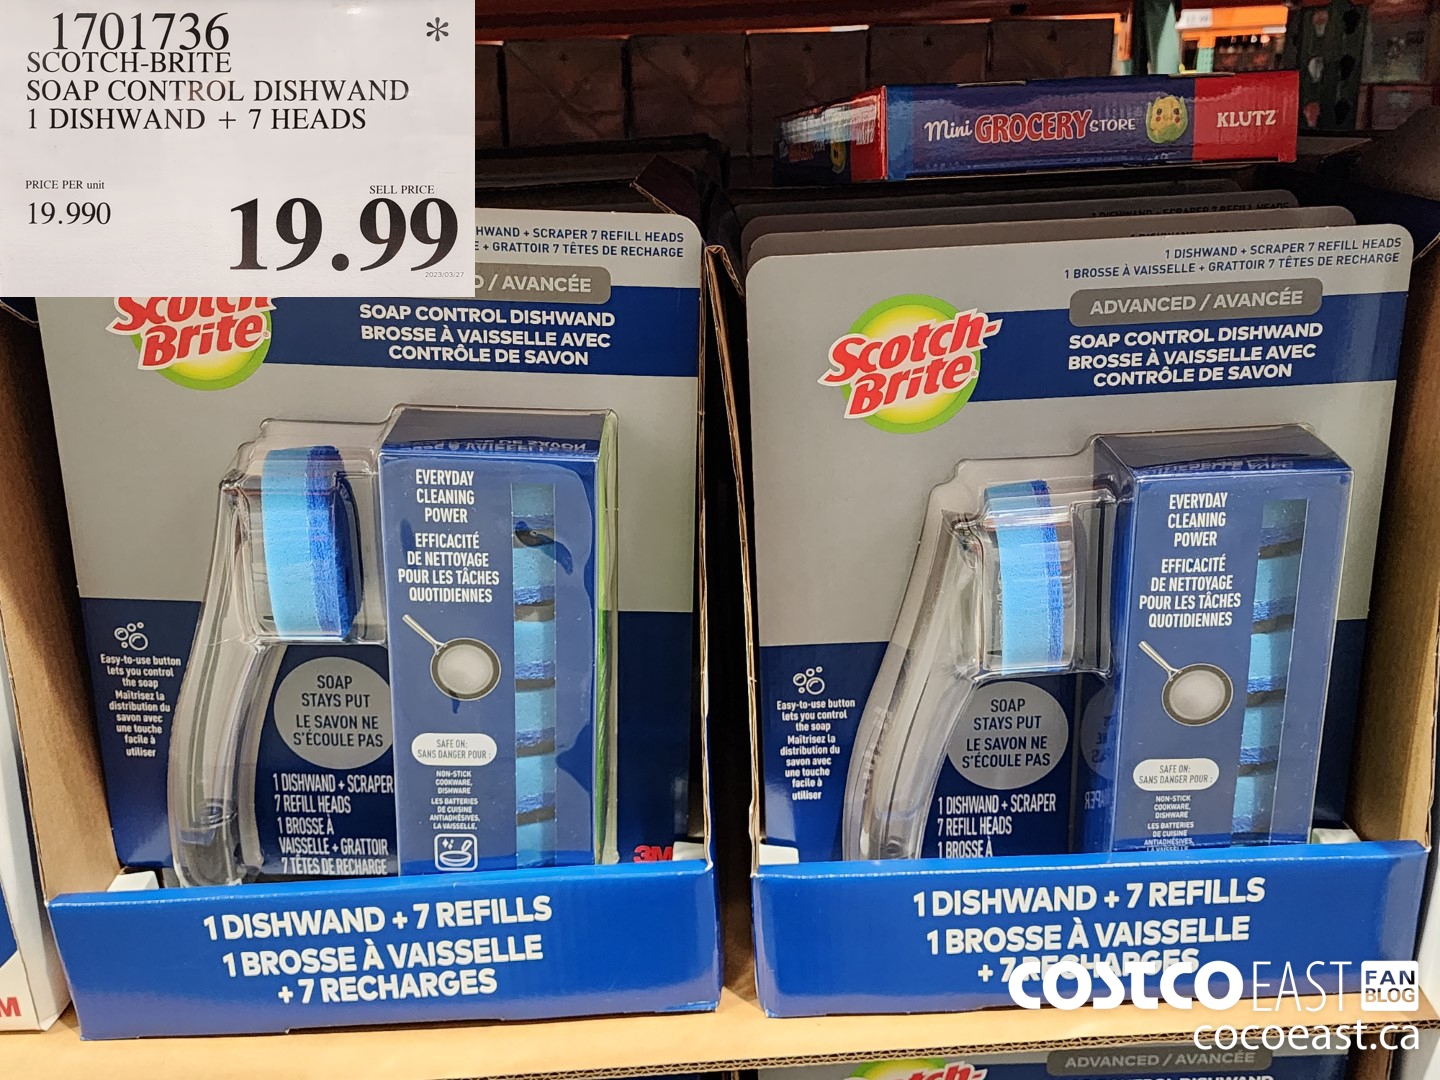 1701736
*
SCOTCH-BRITE
SOAP CONTROL DISHWAND
1 DISHWAND + 7 HEADS
PRICE PER unit
19.990
SELL PRICE
19.99
2023/03/27
Mini GROCERY STORE
KLUTZ
HWAND + SCRAPER 7 REFILL HEADS
E + GRATTOIR 7 TÊTES DE RECHARGE
D / AVANCÉE
SOAP CONTROL DISHWAND
BROSSE À VAISSELLE AVEC
CONTRÔLE DE SAVON
Scotch
Brite
EVERYDAY
CLEANING
POWER
EFFICACITÉ
DE NETTOYAGE
POUR LES TÂCHES
QUOTIDIENNES
Easy-to-use button
lets you control
the soap
Maîtrisez la
distribution du
savon avec
une touche
facile à
utiliser
SOAP
STAYS PUT
LE SAVON NE
S'ÉCOULE PAS
SAFE ON:
SANS DANGER POUR :
NON-STICK
COOKWARE,
DISHWARE
LES BATTERIES
DE CUISINE
ANTIADHÉSIVES,
LA VAISSELLE,
1 DISHWAND + SCRAPER
7 REFILL HEADS
1 BROSSE À
VAISSELLE + GRATTOIR
7 TÊTES DE RECHARGE
3M
1 DISHWAND + 7 REFILLS
1 BROSSE À VAISSELLE
+ 7 RECHARGES
1 DISHWAND + SCRAPER 7 REFILL HEADS
1 BROSSE À VAISSELLE + GRATTOIR 7 TÊTES DE RECHARGE
ADVANCED / AVANCÉE
SOAP CONTROL DISHWAND
BROSSE À VAISSELLE AVEC
CONTRÔLE DE SAVON
Scotch-
Brite
EVERYDAY
CLEANING
POWER
EFFICACITÉ
DE NETTOYAGE
POUR LES TÂCHES
QUOTIDIENNES
Easy-to-use button
lets you control
the soap
Maîtrisez la
distribution du
savon avec
une touche
facile à
utiliser
SOAP
STAYS PUT
LE SAVON NE
S'ÉCOULE PAS
SAFE ON:
SANS DANGER POUR :
NON-STICK
COOKWARE,
DISHWARE
LES BATTERIES
DE CUISINE
ANTIADHÉSIVES,
1 DISHWAND + SCRAPER
7 REFILL HEADS
1 BROSSE À
1 DISHWAND + 7 REFILLS
1 BROSSE À VAISSELLE
+ 7 RECHARGES
COSTCO EAST FAN BLOG
cocoeast.ca
ADVANCED / AVANCÉE